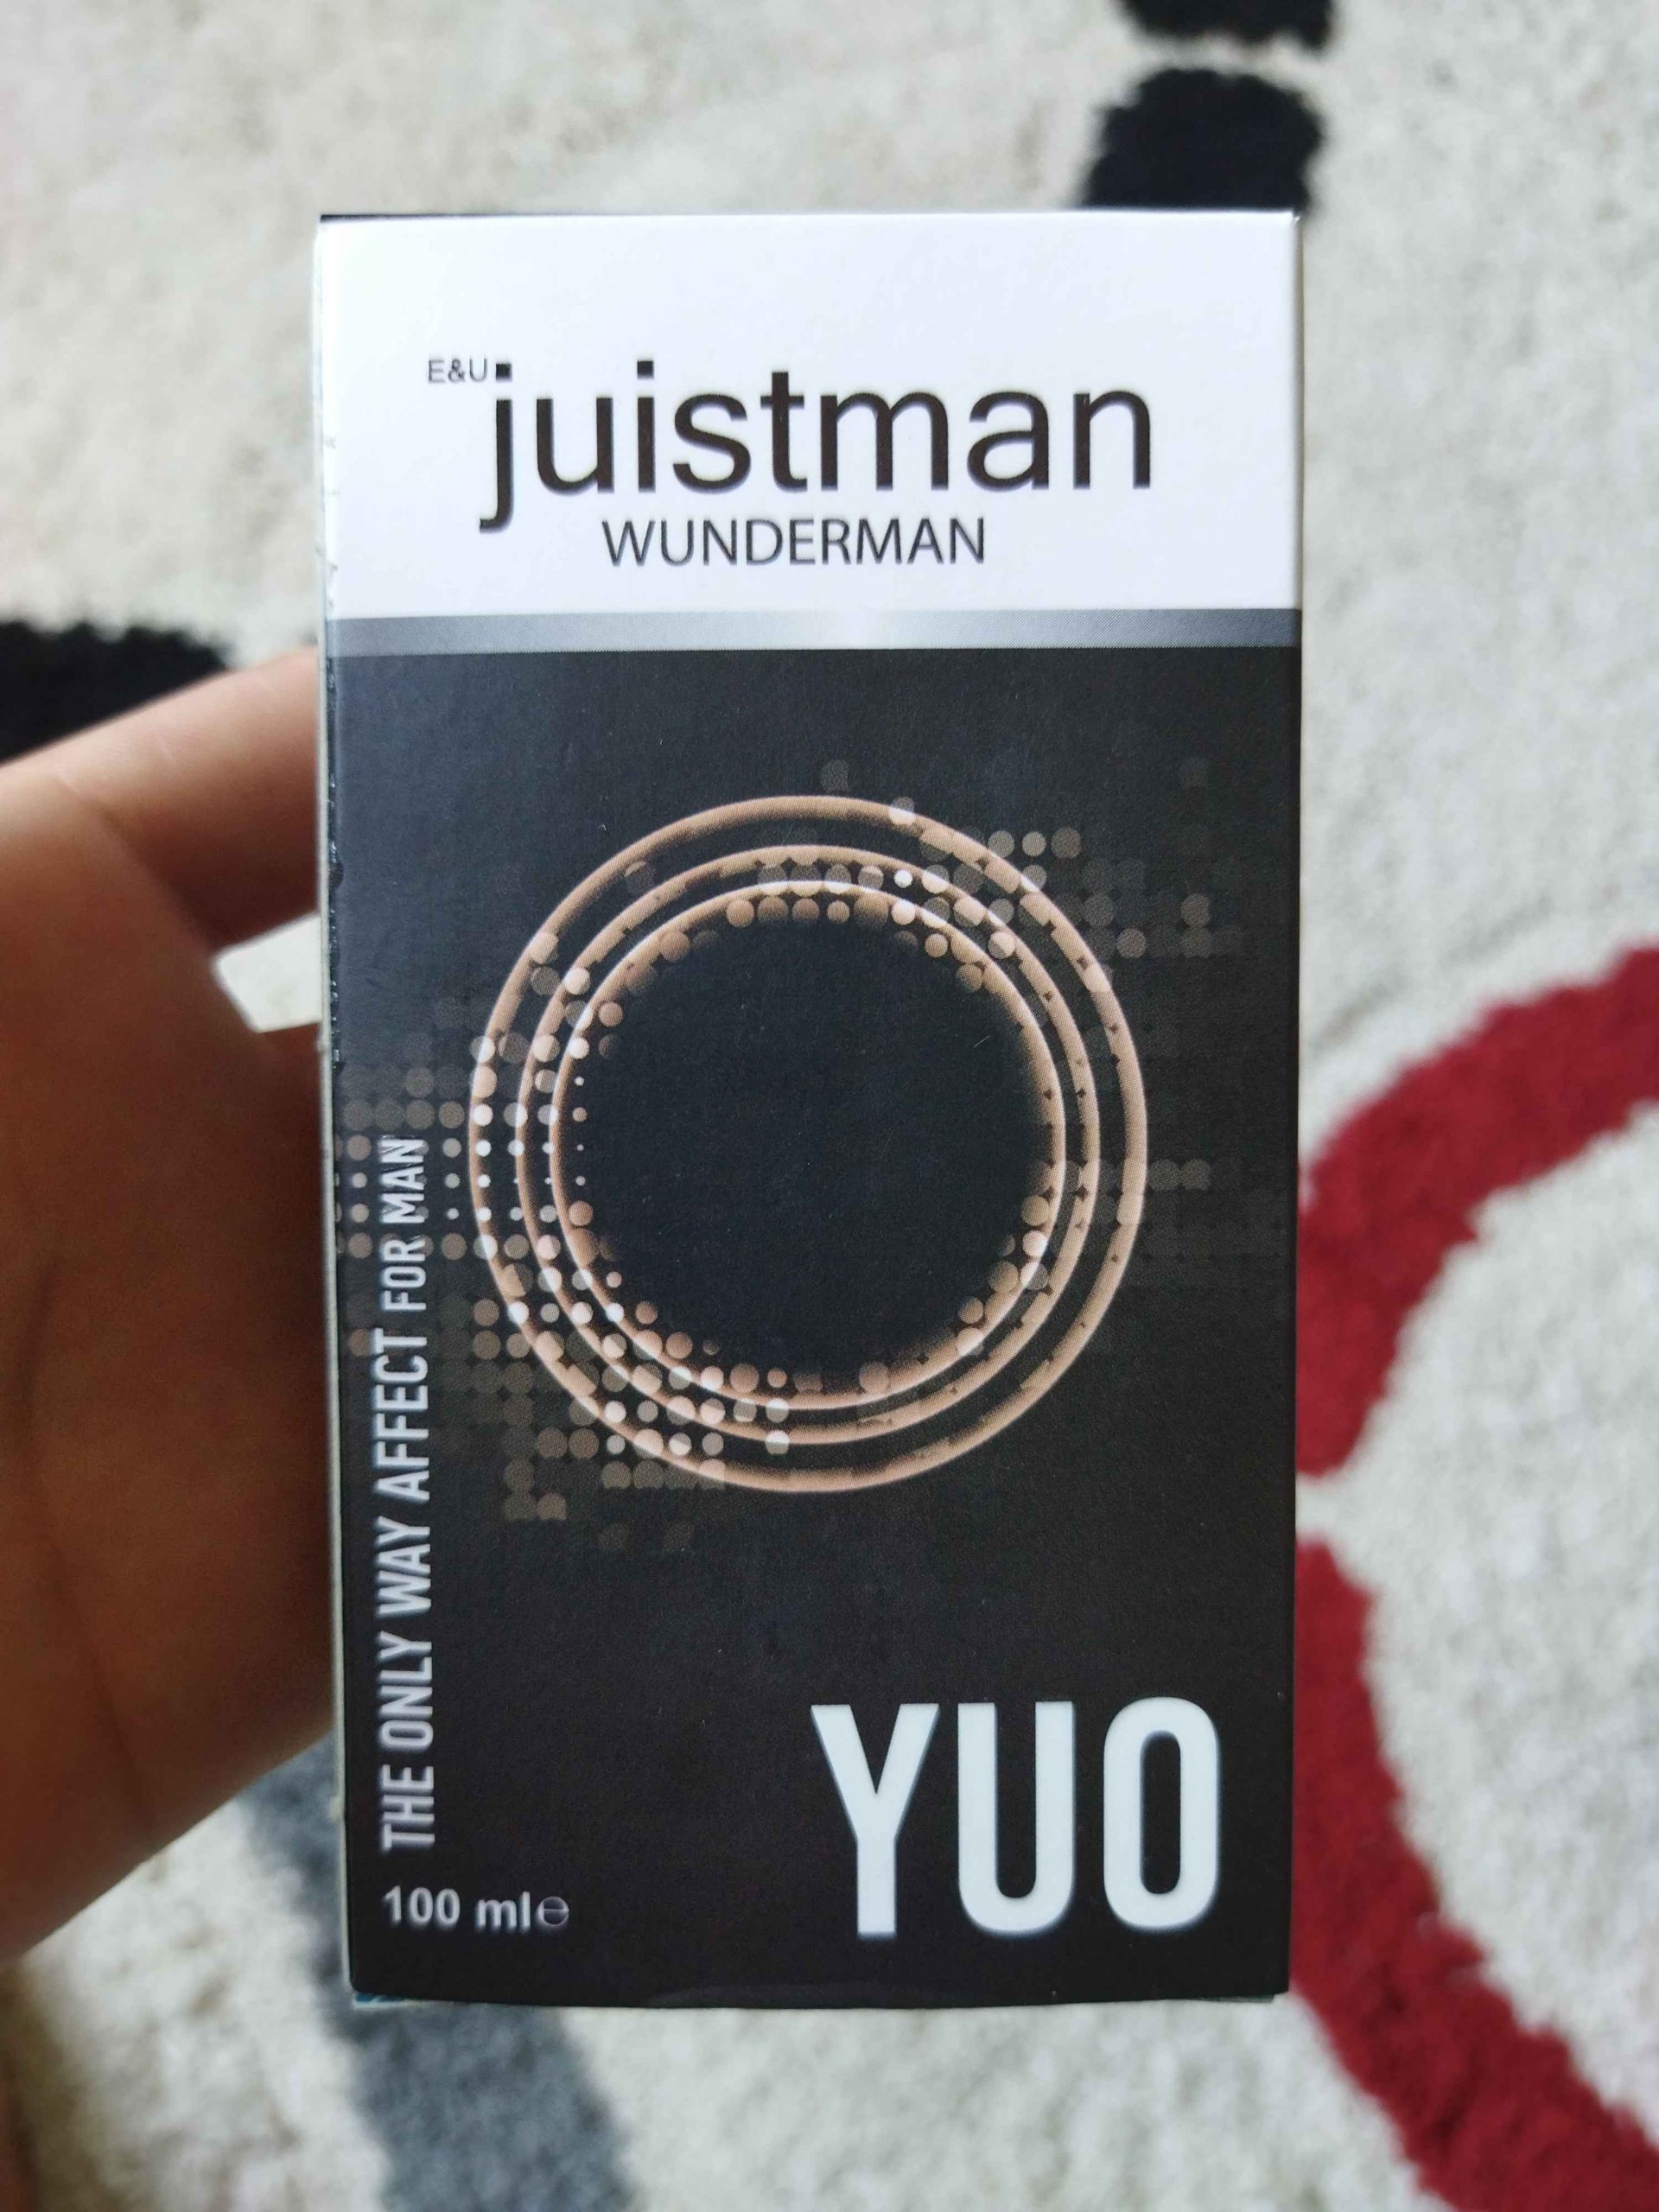 E&U
juistman
WUNDERMAN
THE ONLY WAY AFFECT FOR MAN
100 ml℮
YUO